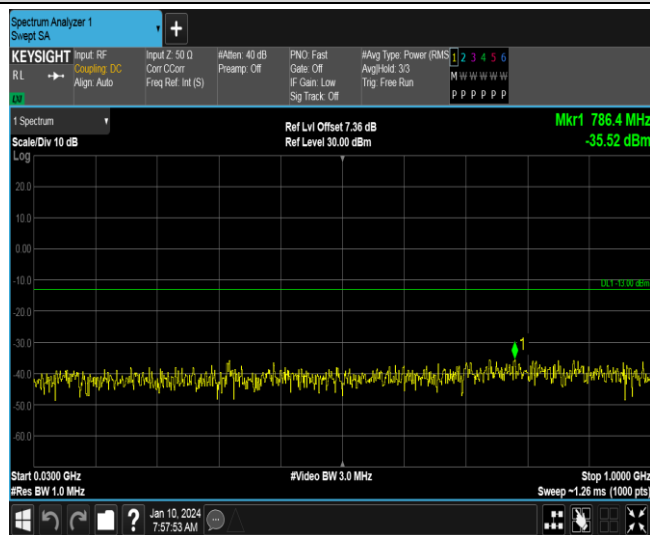 Spectrum Analyzer 1
Swept SA
KEYSIGHT
RL
LXI
Input: RF
Coupling: DC
Align: Auto
Input Z: 50 Ω
Corr CCorr
Freq Ref: Int (S)
#Atten: 40 dB
Preamp: Off
PNO: Fast
Gate: Off
IF Gain: Low
Sig Track: Off
#Avg Type: Power (RMS
Avg|Hold: 3/3
Trig: Free Run
1 2 3 4 5 6
M W W W W W
P P P P P P
1 Spectrum
Scale/Div 10 dB
Log
Ref Lvl Offset 7.36 dB
Ref Level 30.00 dBm
Mkr1 786.4 MHz
-35.52 dBm
20.0
10.0
0.00
-10.0
DL1 -13.00 dBm
-20.0
-30.0
1
-40.0
-50.0
-60.0
Start 0.0300 GHz
#Res BW 1.0 MHz
#Video BW 3.0 MHz
Stop 1.0000 GHz
Sweep ~1.26 ms (1000 pts)
Jan 10, 2024
7:57:53 AM